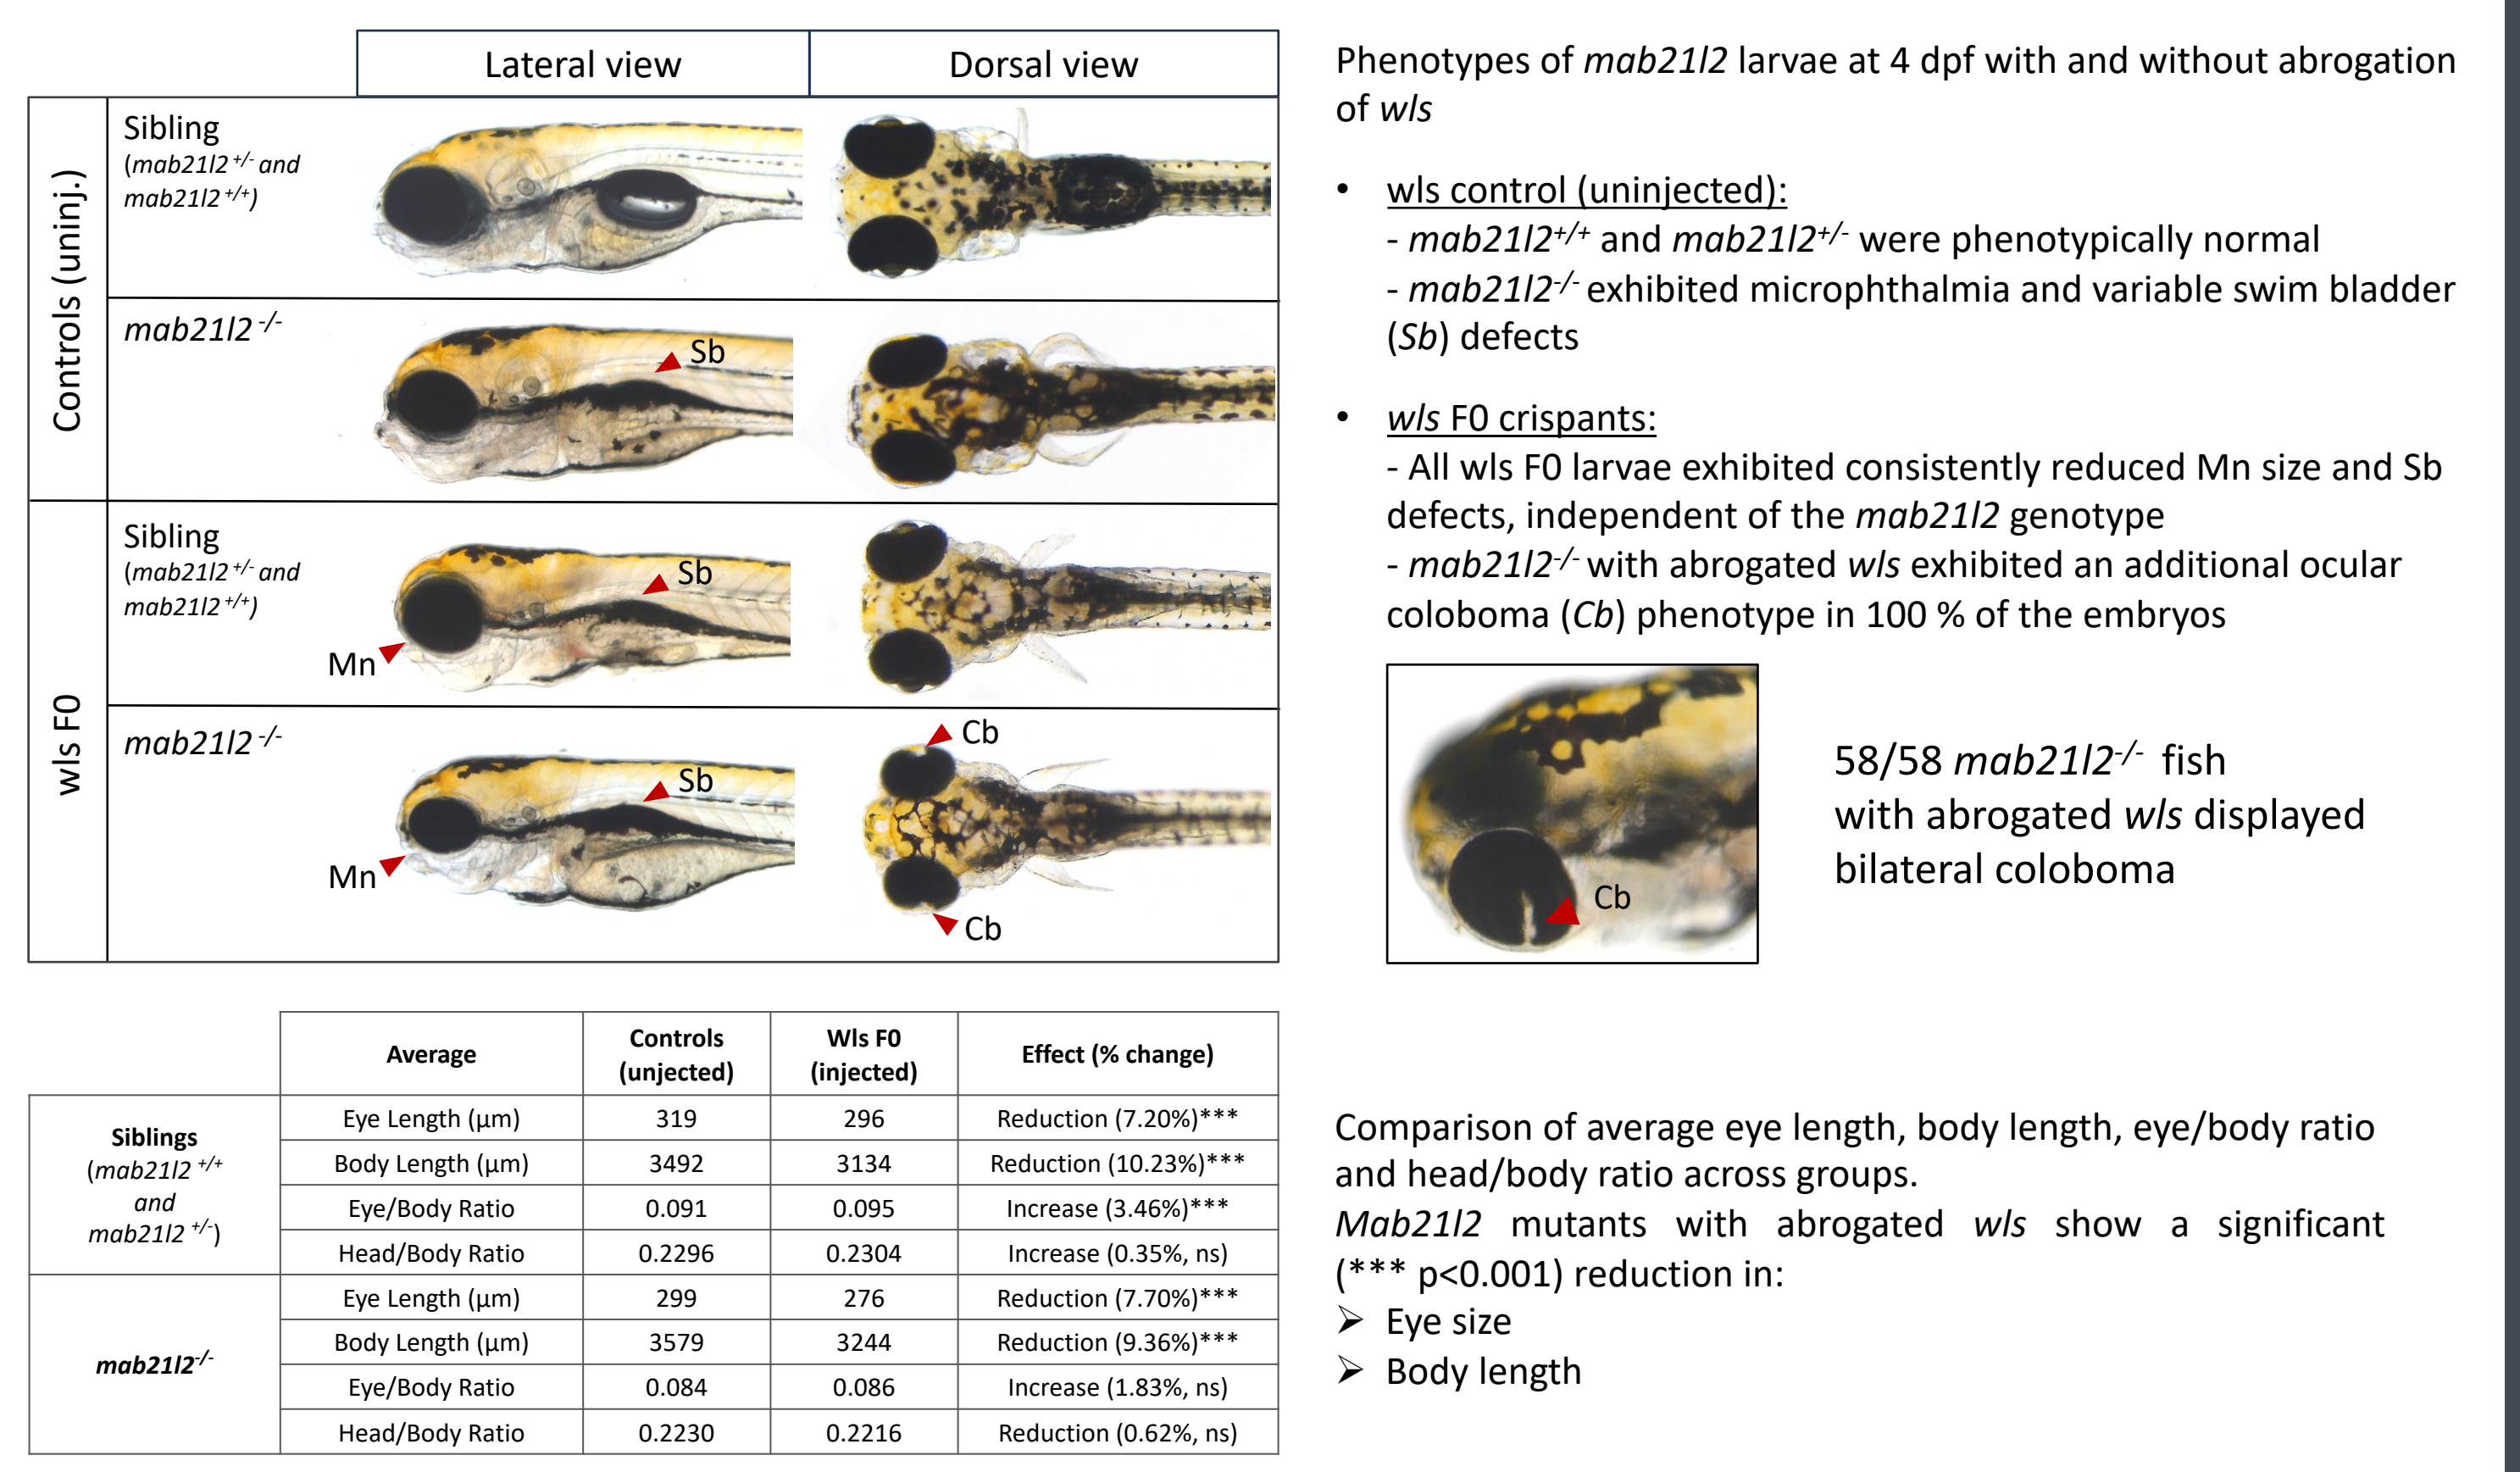 Lateral view
Dorsal view
Controls (uninj.)
Sibling
(mab21l2 +/- and
mab21l2 +/+)
mab21l2 -/-
Sb
wls F0
Sibling
(mab21l2 +/- and
mab21l2 +/+)
Sb
Mn
mab21l2 -/-
Sb
Mn
Cb
Cb
Phenotypes of mab21l2 larvae at 4 dpf with and without abrogation
of wls
• wls control (uninjected):
- mab21l2+/+ and mab21l2+/- were phenotypically normal
- mab21l2-/- exhibited microphthalmia and variable swim bladder
(Sb) defects
• wls F0 crispants:
- All wls F0 larvae exhibited consistently reduced Mn size and Sb
defects, independent of the mab21l2 genotype
- mab21l2-/- with abrogated wls exhibited an additional ocular
coloboma (Cb) phenotype in 100 % of the embryos
Cb
58/58 mab21l2-/- fish
with abrogated wls displayed
bilateral coloboma
Average Controls (unjected) Wls F0 (injected) Effect (% change)
Siblings
(mab21l2 +/+
and
mab21l2 +/-)
Eye Length (µm) 319 296 Reduction (7.20%)***
Body Length (µm) 3492 3134 Reduction (10.23%)***
Eye/Body Ratio 0.091 0.095 Increase (3.46%)***
Head/Body Ratio 0.2296 0.2304 Increase (0.35%, ns)
mab21l2-/-
Eye Length (µm) 299 276 Reduction (7.70%)***
Body Length (µm) 3579 3244 Reduction (9.36%)***
Eye/Body Ratio 0.084 0.086 Increase (1.83%, ns)
Head/Body Ratio 0.2230 0.2216 Reduction (0.62%, ns)
Comparison of average eye length, body length, eye/body ratio
and head/body ratio across groups.
Mab21l2 mutants with abrogated wls show a significant
(*** p<0.001) reduction in:
➢ Eye size
➢ Body length